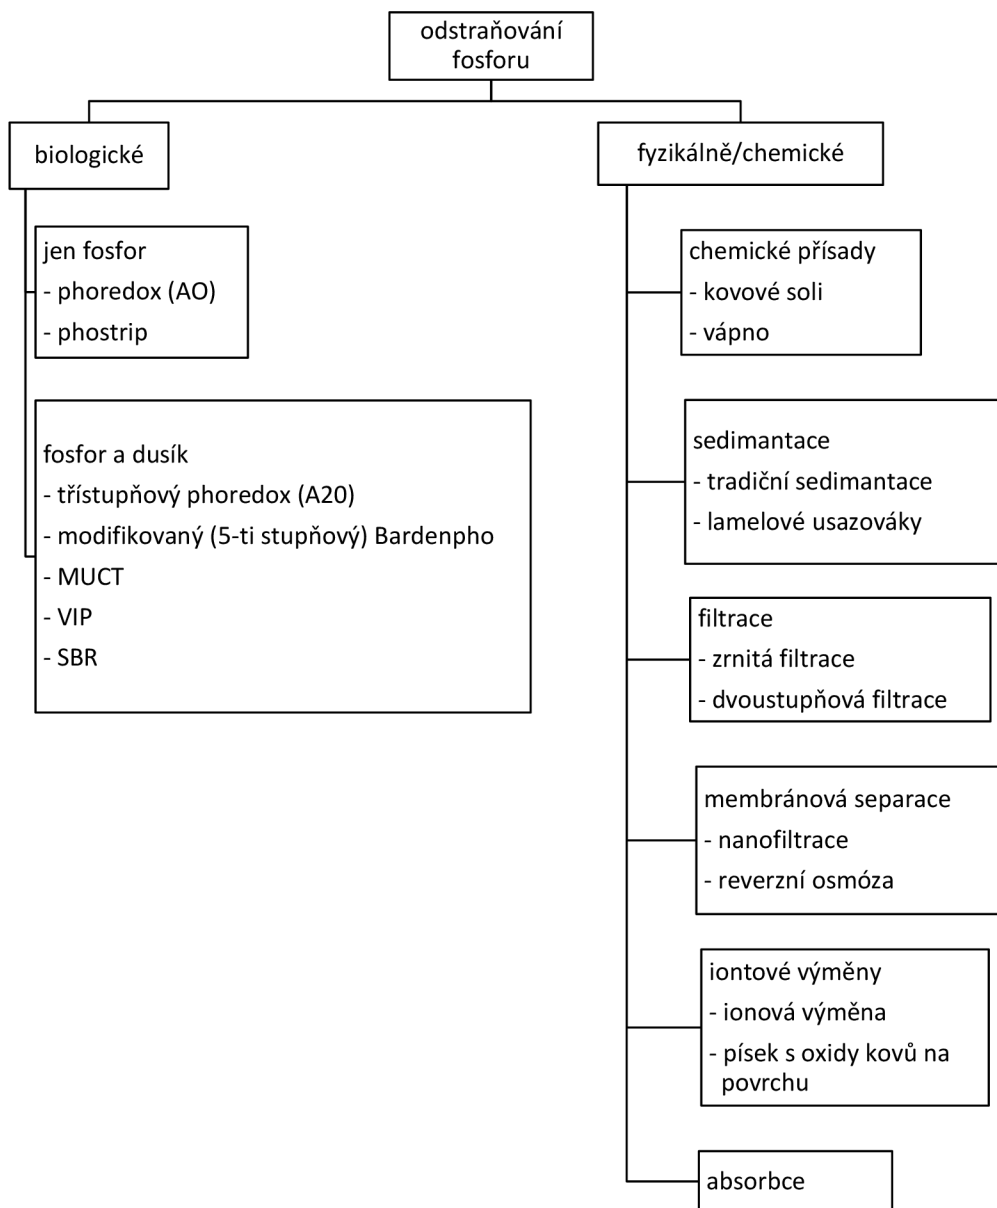 odstraňování
fosforu
biologické
fyzikálně/chemické
jen fosfor
- phoredox (AO)
- phostrip
fosfor a dusík
- třístupňový phoredox (A20)
- modifikovaný (5-ti stupňový) Bardenpho
- MUCT
- VIP
- SBR
chemické přísady
- kovové soli
- vápno
sedimantace
- tradiční sedimantace
- lamelové usazováky
filtrace
- zrnitá filtrace
- dvoustupňová filtrace
membránová separace
- nanofiltrace
- reverzní osmóza
iontové výměny
- ionová výměna
- písek s oxidy kovů na
povrchu
absorbce